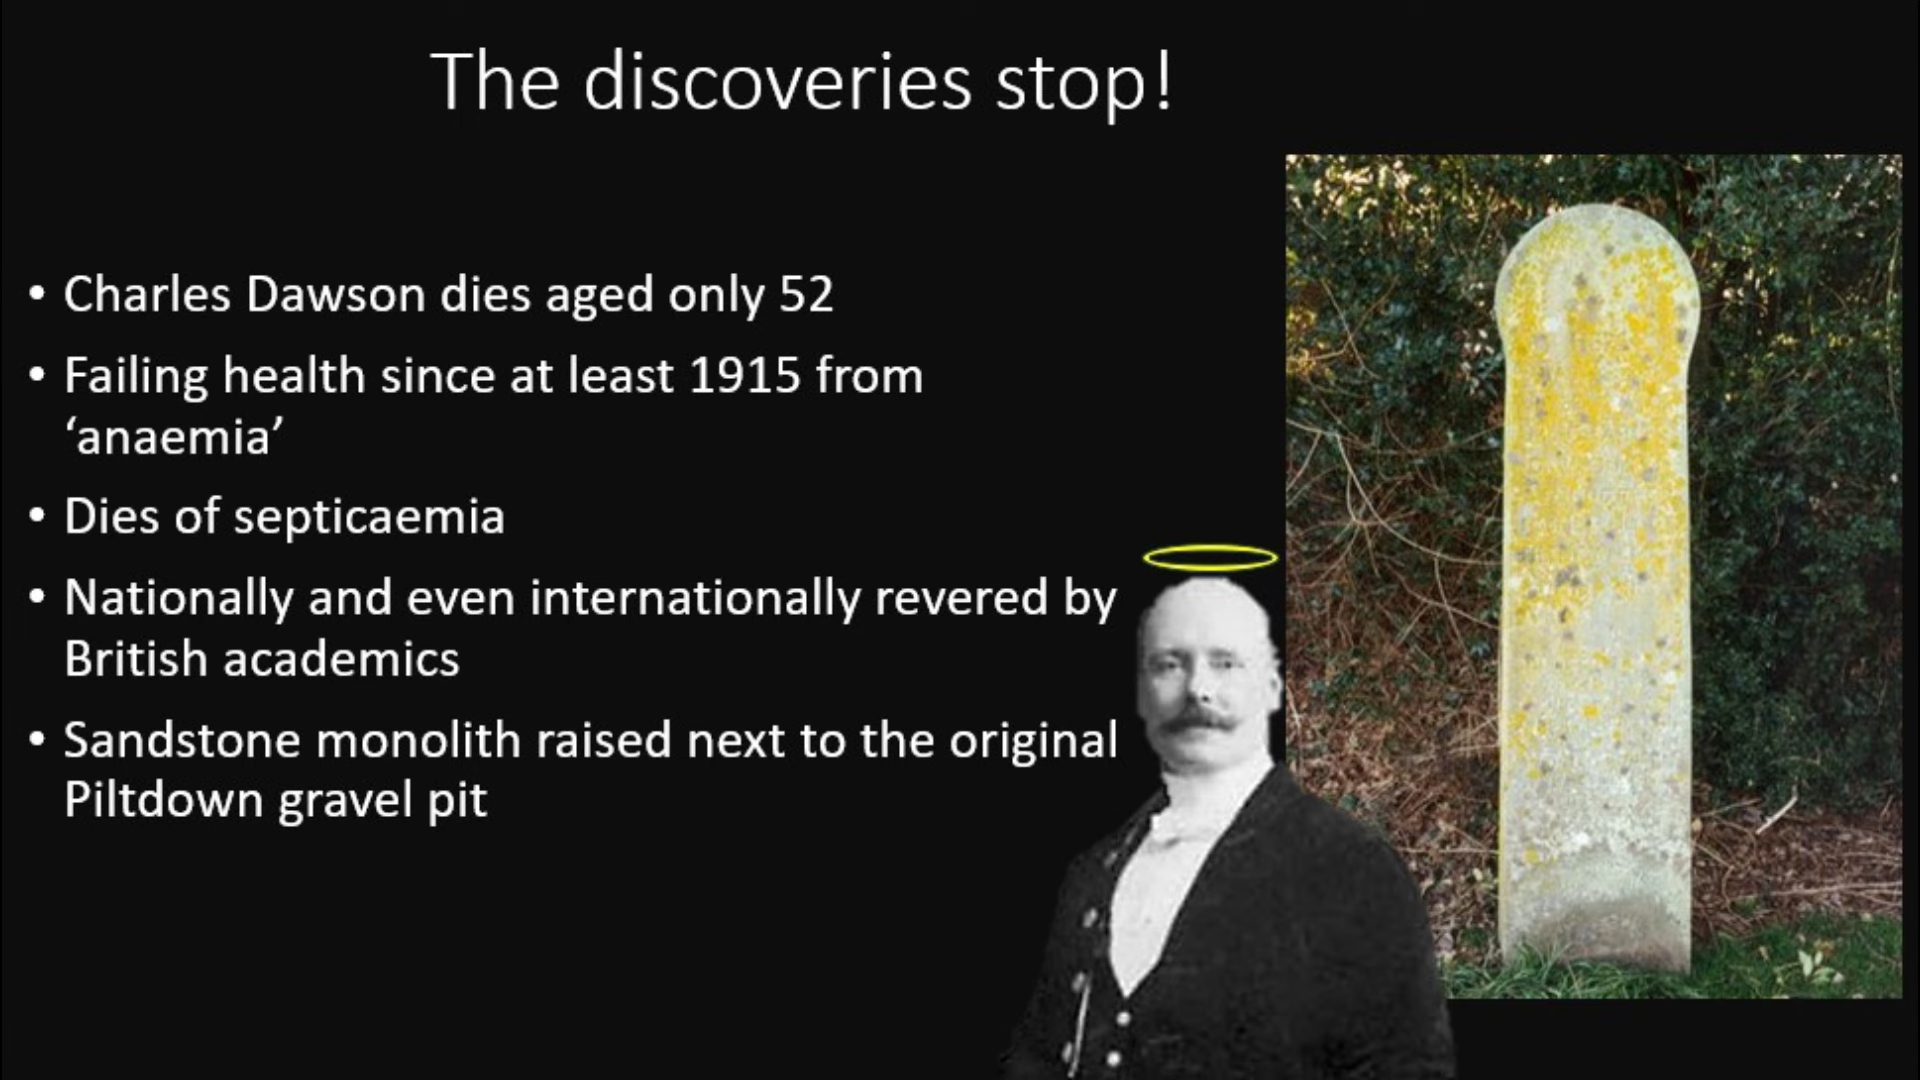 The discoveries stop!
• Charles Dawson dies aged only 52
• Failing health since at least 1915 from
‘anaemia’
• Dies of septicaemia
• Nationally and even internationally revered by
British academics
• Sandstone monolith raised next to the original
Piltdown gravel pit